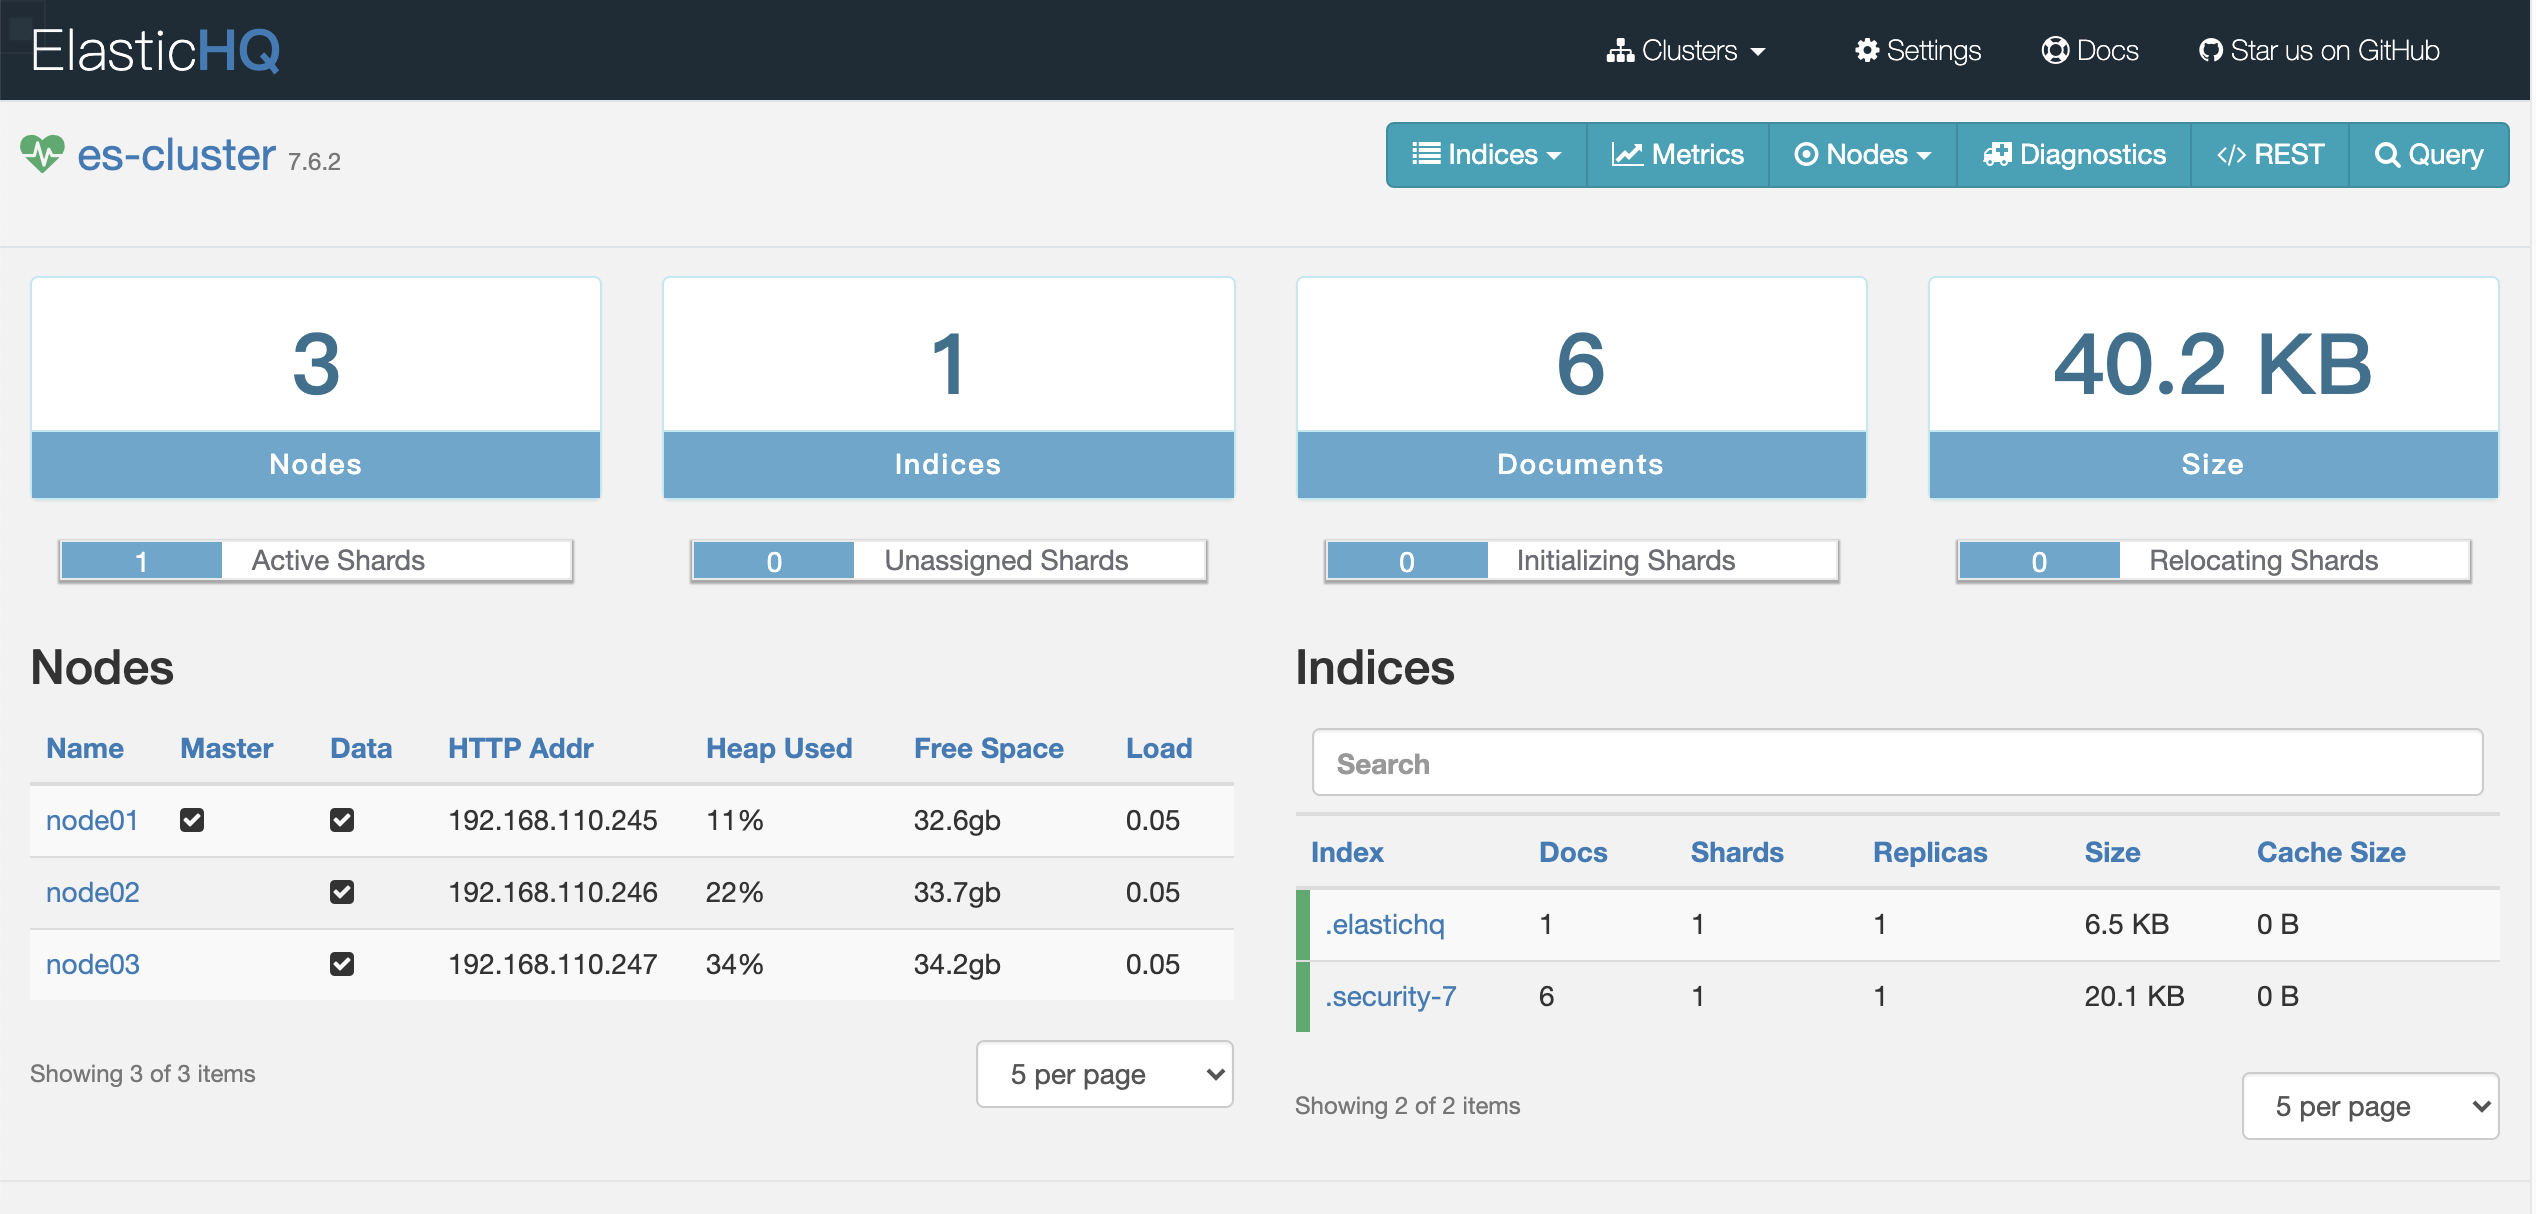 ElasticHQ Clusters Settings Docs Star us on GitHub
es-cluster 7.6.2 Indices Metrics Nodes Diagnostics </> REST Query
3 1 6 40.2 KB
Nodes Indices Documents Size
1 Active Shards 0 Unassigned Shards 0 Initializing Shards 0 Relocating Shards
Nodes
Name Master Data HTTP Addr Heap Used Free Space Load
node01 192.168.110.245 11% 32.6gb 0.05
node02 192.168.110.246 22% 33.7gb 0.05
node03 192.168.110.247 34% 34.2gb 0.05
Showing 3 of 3 items 5 per page
Indices
Search
Index Docs Shards Replicas Size Cache Size
.elastichq 1 1 1 6.5 KB 0 B
.security-7 6 1 1 20.1 KB 0 B
Showing 2 of 2 items 5 per page